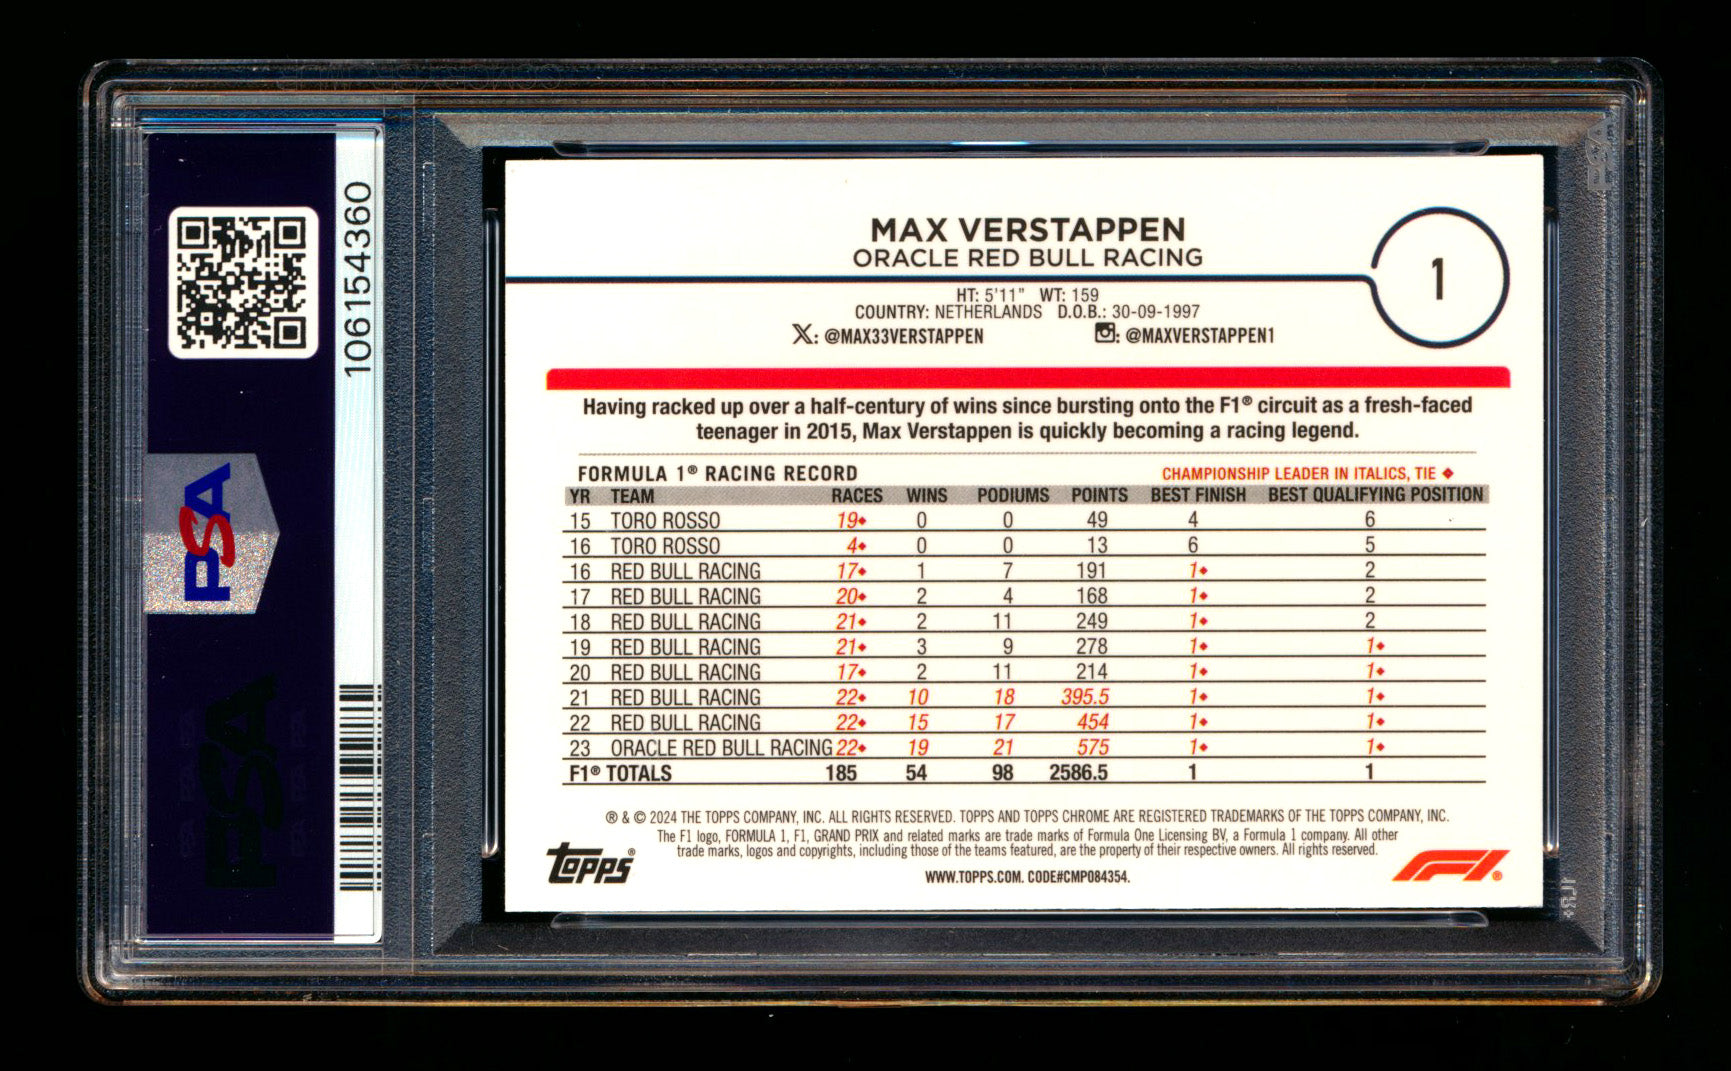 106154360
PSA
PSA
PSA
MAX VERSTAPPEN
ORACLE RED BULL RACING
1
HT: 5'11" WT: 159
COUNTRY: NETHERLANDS D.O.B.: 30-09-1997
X: @MAX33VERSTAPPEN : @MAXVERSTAPPEN1
Having racked up over a half-century of wins since bursting onto the F1® circuit as a fresh-faced
teenager in 2015, Max Verstappen is quickly becoming a racing legend.
FORMULA 1® RACING RECORD CHAMPIONSHIP LEADER IN ITALICS, TIE ◆
YR TEAM RACES WINS PODIUMS POINTS BEST FINISH BEST QUALIFYING POSITION
15 TORO ROSSO 19◆ 0 0 49 4 6
16 TORO ROSSO 4◆ 0 0 13 6 5
16 RED BULL RACING 17◆ 1 7 191 1◆ 2
17 RED BULL RACING 20◆ 2 4 168 1◆ 2
18 RED BULL RACING 21◆ 2 11 249 1◆ 2
19 RED BULL RACING 21◆ 3 9 278 1◆ 1◆
20 RED BULL RACING 17◆ 2 11 214 1◆ 1◆
21 RED BULL RACING 22◆ 10 18 395.5 1◆ 1◆
22 RED BULL RACING 22◆ 15 17 454 1◆ 1◆
23 ORACLE RED BULL RACING 22◆ 19 21 575 1◆ 1◆
F1® TOTALS 185 54 98 2586.5 1 1
® & © 2024 THE TOPPS COMPANY, INC. ALL RIGHTS RESERVED. TOPPS AND TOPPS CHROME ARE REGISTERED TRADEMARKS OF THE TOPPS COMPANY, INC.
The F1 logo, FORMULA 1, F1, GRAND PRIX and related marks are trade marks of Formula One Licensing BV, a Formula 1 company. All other
trade marks, logos and copyrights, including those of the teams featured, are the property of their respective owners. All rights reserved.
WWW.TOPPS.COM. CODE#CMP084354.
Topps®
F1®